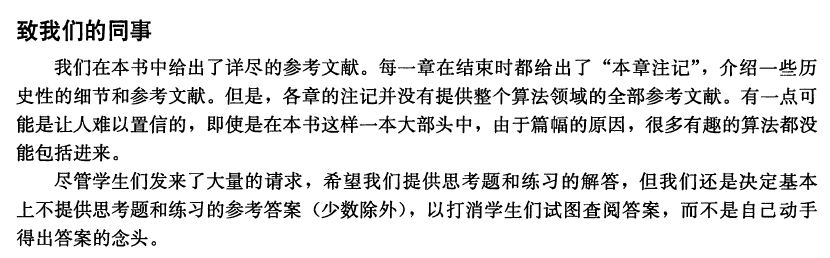 致我们的同事
我们在本书中给出了详尽的参考文献。每一章在结束时都给出了“本章注记”，介绍一些历
史性的细节和参考文献。但是，各章的注记并没有提供整个算法领域的全部参考文献。有一点可
能是让人难以置信的，即使是在本书这样一本大部头中，由于篇幅的原因，很多有趣的算法都没
能包括进来。
尽管学生们发来了大量的请求，希望我们提供思考题和练习的解答，但我们还是决定基本
上不提供思考题和练习的参考答案（少数除外），以打消学生们试图查阅答案，而不是自己动手
得出答案的念头。